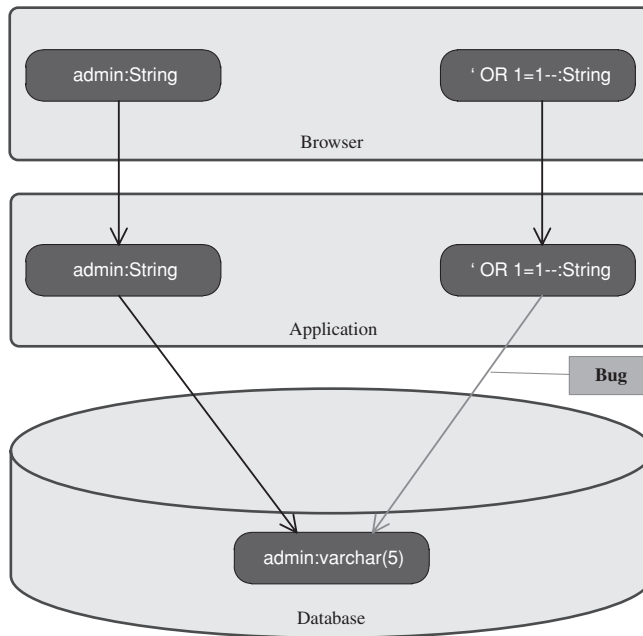 admin:String
‘ OR 1=1--:String
Browser
admin:String
‘ OR 1=1--:String
Application
Bug
admin:varchar(5)
Database